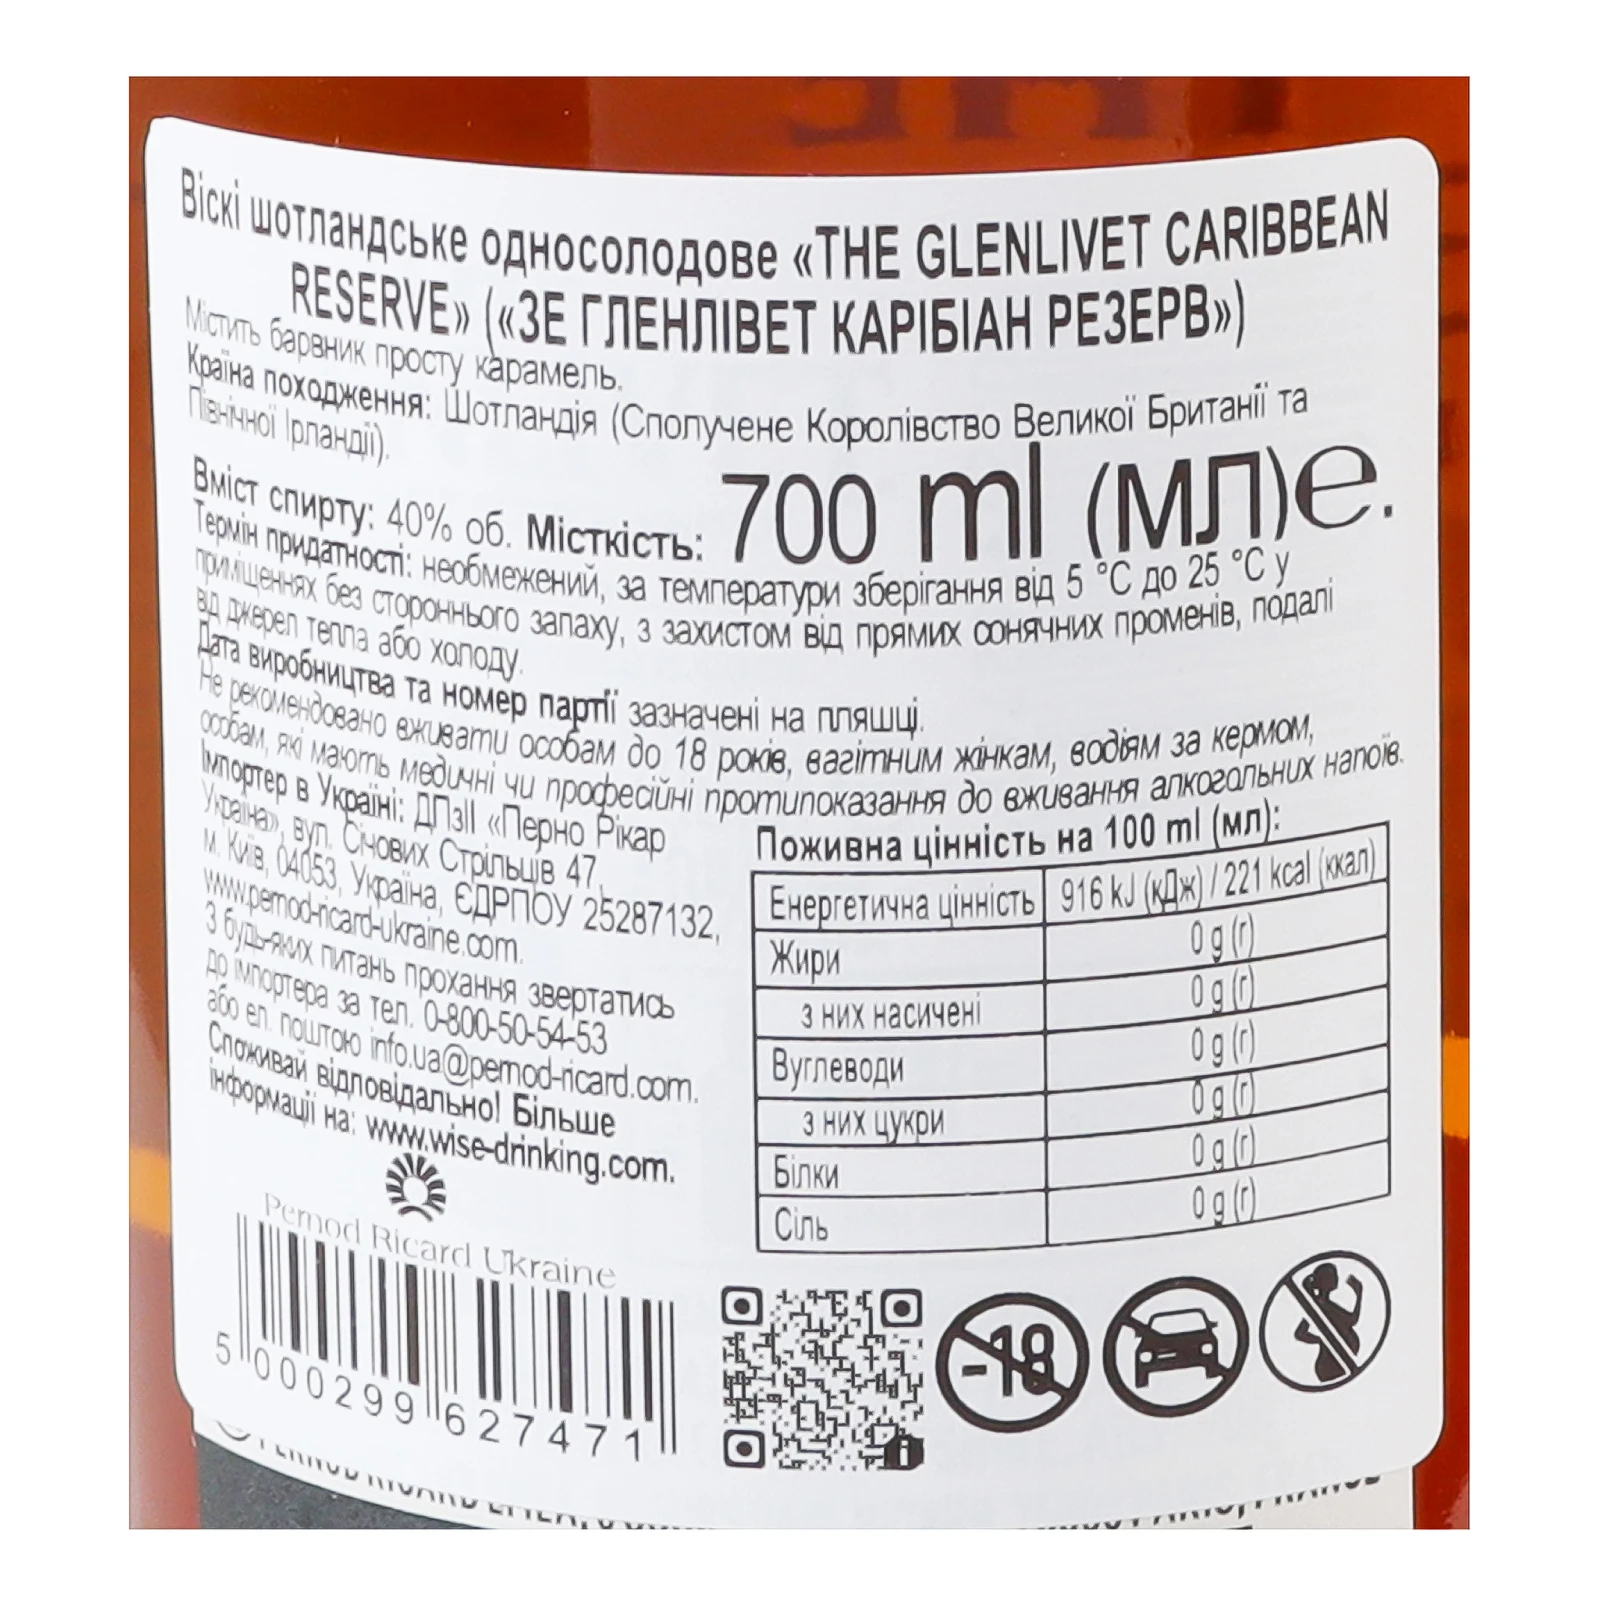 Віскі шотландське односолодове «THE GLENLIVET CARIBBEAN
RESERVE» («ЗЕ ГЛЕНЛІВЕТ КАРІБІАН РЕЗЕРВ»)
Містить барвник просту карамель.
Країна походження: Шотландія (Сполучене Королівство Великої Британії та
Північної Ірландії).
Вміст спирту: 40% об. Місткість: 700 ml (МЛ)℮.
Термін придатності: необмежений, за температури зберігання від 5 °C до 25 °C у
приміщеннях без стороннього запаху, з захистом від прямих сонячних променів, подалі
від джерел тепла або холоду.
Дата виробництва та номер партії зазначені на пляшці.
Не рекомендовано вживати особам до 18 років, вагітним жінкам, водіям за кермом,
особам, які мають медичні чи професійні протипоказання до вживання алкогольних напоїв.
Імпортер в Україні: ДПзІІ «Перно Рікар
Україна», вул. Січових Стрільців 47,
м. Київ, 04053, Україна, ЄДРПОУ 25287132,
www.pernod-ricard-ukraine.com.
З будь-яких питань прохання звертатись
до імпортера за тел. 0-800-50-54-53
або ел. поштою info.ua@pernod-ricard.com.
Споживай відповідально! Більше
інформації на: www.wise-drinking.com.
Pernod Ricard Ukraine
5 000299 627471
Поживна цінність на 100 ml (мл):
Енергетична цінність 916 kJ (кДж) / 221 kcal (ккал)
Жири 0 g (г)
з них насичені 0 g (г)
Вуглеводи 0 g (г)
з них цукри 0 g (г)
Білки 0 g (г)
Сіль 0 g (г)
-18